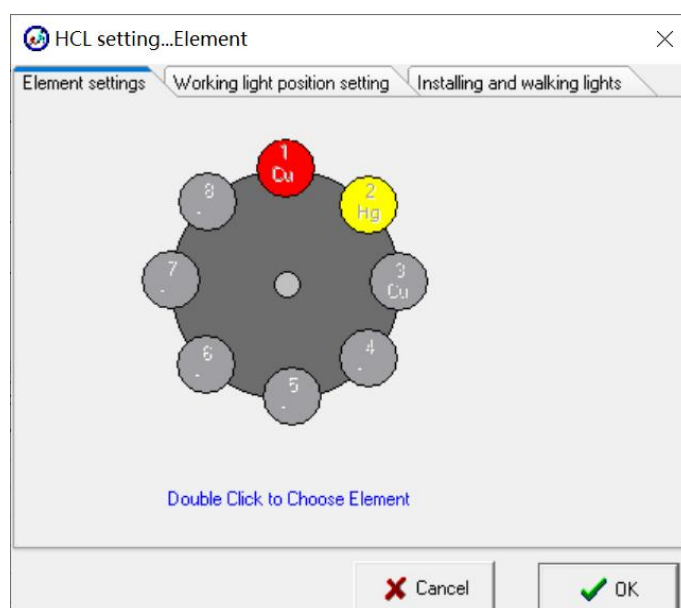 HCL setting...Element
Element settings
Working light position setting
Installing and walking lights
1
Cu
2
Hg
3
Cu
4
-
5
-
6
-
7
-
8
-
Double Click to Choose Element
Cancel
OK